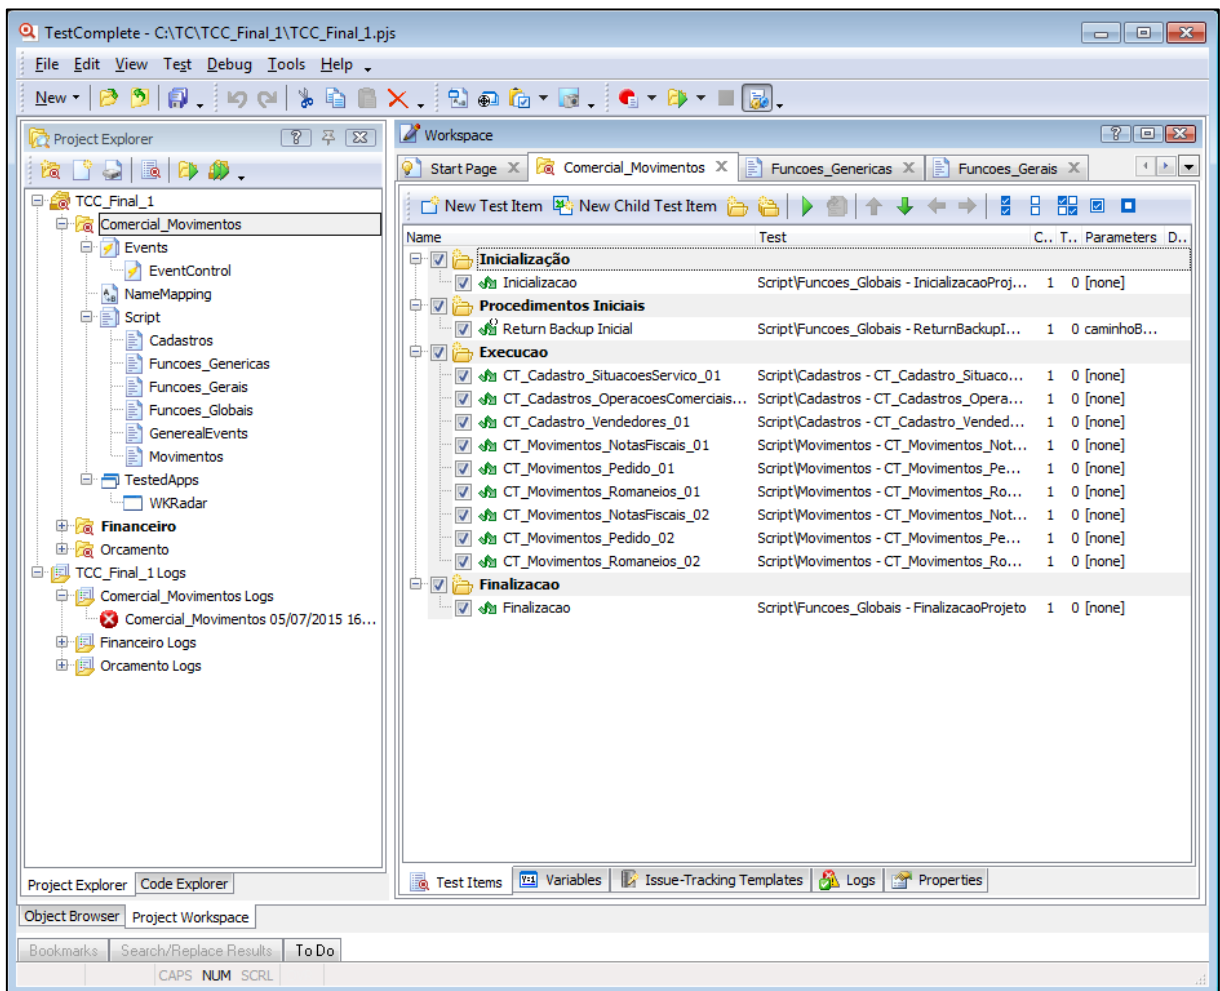 TestComplete - C:\TC\TCC_Final_1\TCC_Final_1.pjs
File Edit View Test Debug Tools Help
New
Project Explorer
TCC_Final_1
Comercial_Movimentos
Events
EventControl
NameMapping
Script
Cadastros
Funcoes_Genericas
Funcoes_Gerais
Funcoes_Globais
GenerealEvents
Movimentos
TestedApps
WKRadar
Financeiro
Orcamento
TCC_Final_1 Logs
Comercial_Movimentos Logs
Comercial_Movimentos 05/07/2015 16...
Financeiro Logs
Orcamento Logs
Project Explorer Code Explorer
Workspace
Start Page Comercial_Movimentos Funcoes_Genericas Funcoes_Gerais
New Test Item New Child Test Item
Name Test C.. T.. Parameters D..
Inicialização
Inicializacao Script\Funcoes_Globais - InicializacaoProj... 1 0 [none]
Procedimentos Iniciais
Return Backup Inicial Script\Funcoes_Globais - ReturnBackupI... 1 0 caminhoB...
Execucao
CT_Cadastro_SituacoesServico_01 Script\Cadastros - CT_Cadastro_Situaco... 1 0 [none]
CT_Cadastros_OperacoesComerciais... Script\Cadastros - CT_Cadastros_Opera... 1 0 [none]
CT_Cadastro_Vendedores_01 Script\Cadastros - CT_Cadastro_Vended... 1 0 [none]
CT_Movimentos_NotasFiscais_01 Script\Movimentos - CT_Movimentos_Not... 1 0 [none]
CT_Movimentos_Pedido_01 Script\Movimentos - CT_Movimentos_Pe... 1 0 [none]
CT_Movimentos_Romaneios_01 Script\Movimentos - CT_Movimentos_Ro... 1 0 [none]
CT_Movimentos_NotasFiscais_02 Script\Movimentos - CT_Movimentos_Not... 1 0 [none]
CT_Movimentos_Pedido_02 Script\Movimentos - CT_Movimentos_Pe... 1 0 [none]
CT_Movimentos_Romaneios_02 Script\Movimentos - CT_Movimentos_Ro... 1 0 [none]
Finalizacao
Finalizacao Script\Funcoes_Globais - FinalizacaoProjeto 1 0 [none]
Test Items Variables Issue-Tracking Templates Logs Properties
Object Browser Project Workspace
Bookmarks Search/Replace Results To Do
CAPS NUM SCRL